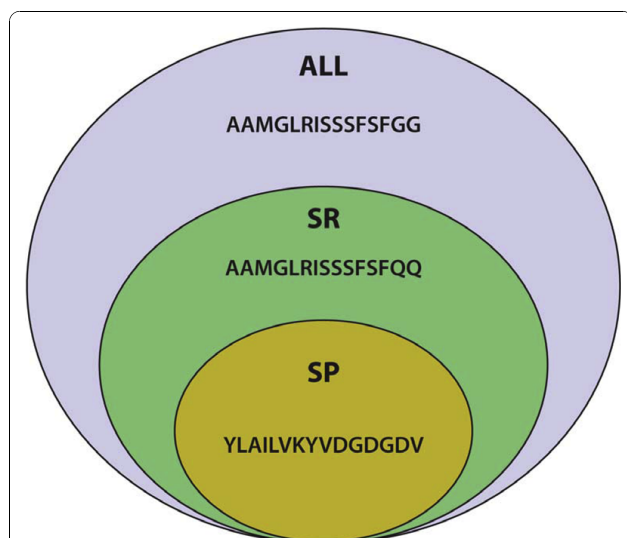 ALL
AAMGLRISSSFSFGG
SR
AAMGLRISSSFSFQQ
SP
YLAILVKYVDGDGDV